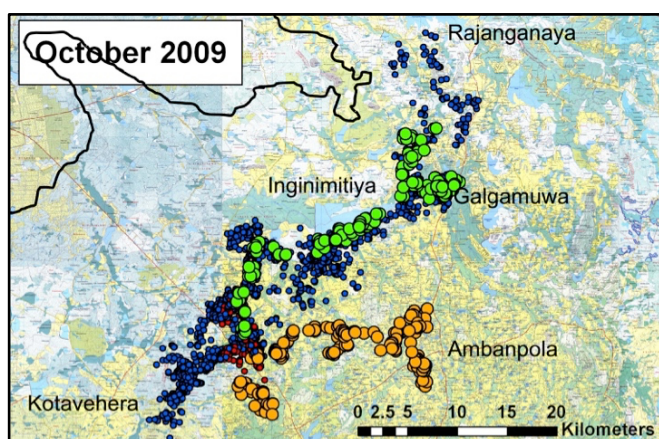 October 2009
Rajanganaya
Inginimitiya
Galgamuwa
Ambanpola
Kotavehera
0 2.5 5 10 15 20
Kilometers